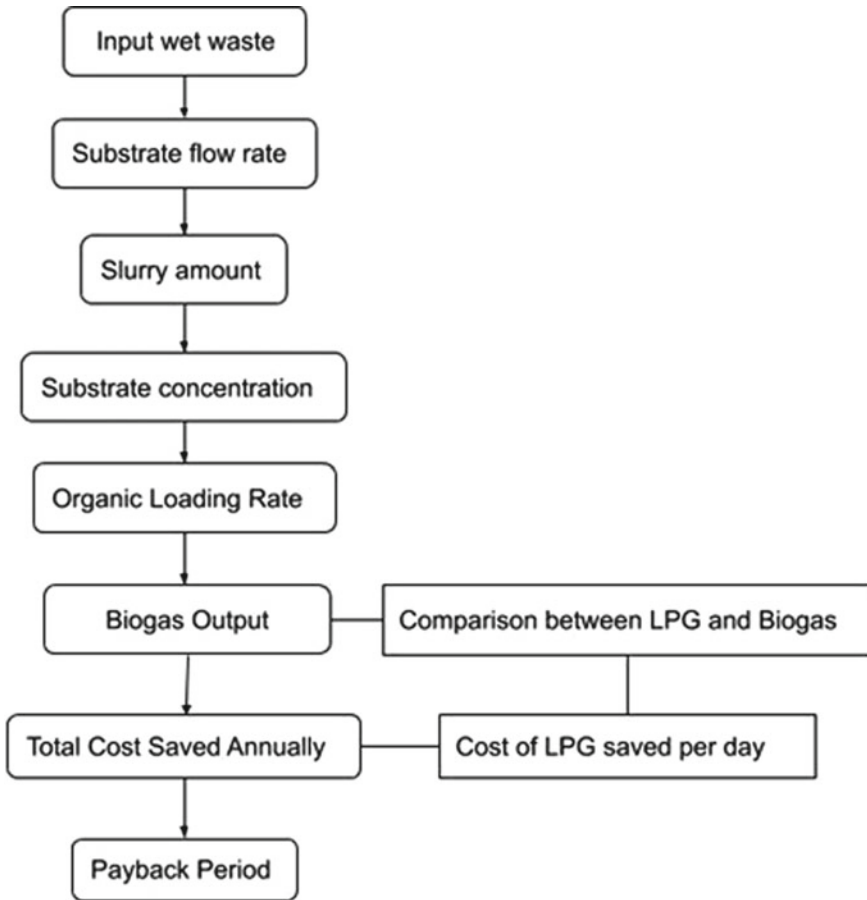 Input wet waste
Substrate flow rate
Slurry amount
Substrate concentration
Organic Loading Rate
Biogas Output
Comparison between LPG and Biogas
Total Cost Saved Annually
Cost of LPG saved per day
Payback Period